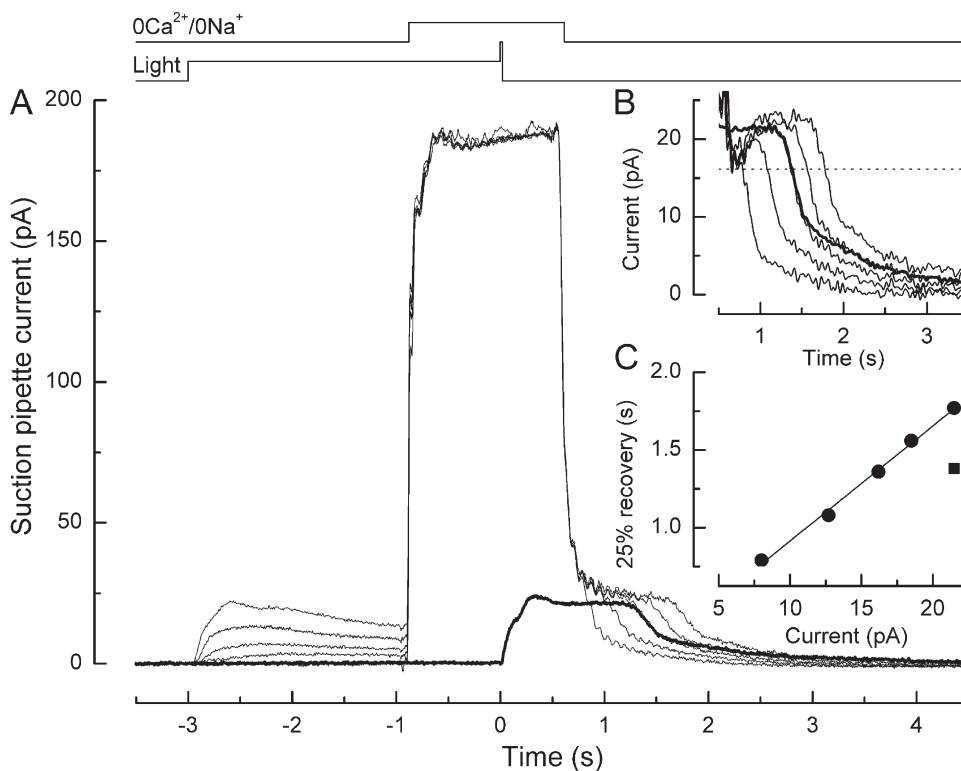 0Ca²⁺/0Na⁺
Light
A
200
150
100
50
0
Suction pipette current (pA)
-3
-2
-1
0
1
2
3
4
Time (s)
B
20
10
0
Current (pA)
1
2
3
Time (s)
C
2.0
1.5
1.0
25% recovery (s)
5
10
15
20
Current (pA)